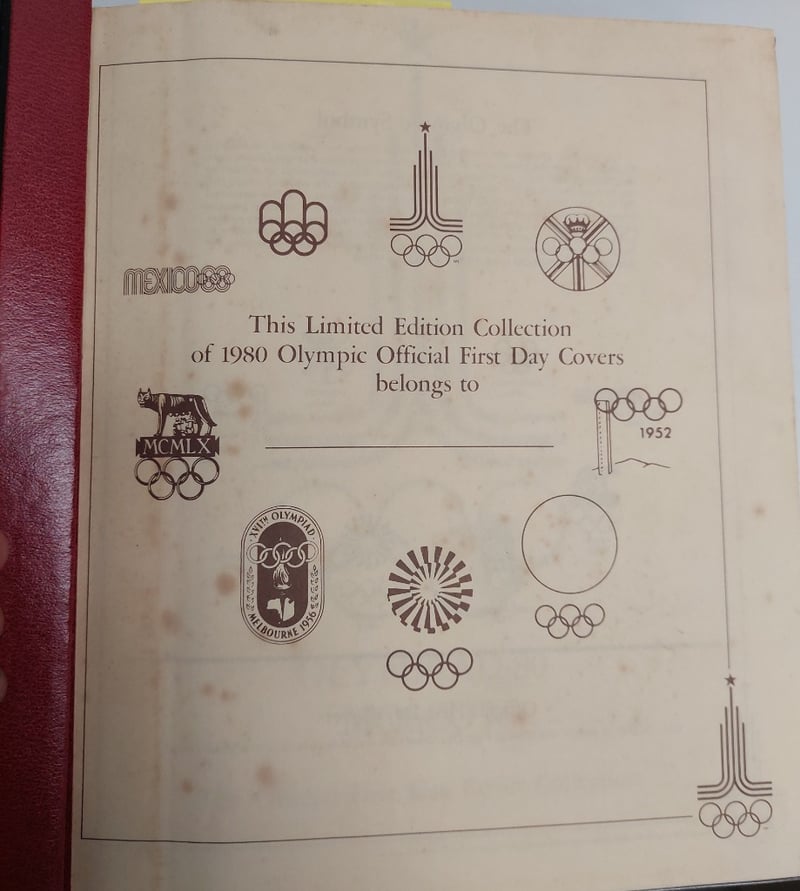 MEXICO68
This Limited Edition Collection
of 1980 Olympic Official First Day Covers
belongs to
MCMLX
1952
XVITH OLYMPIAD
MELBOURNE 1956